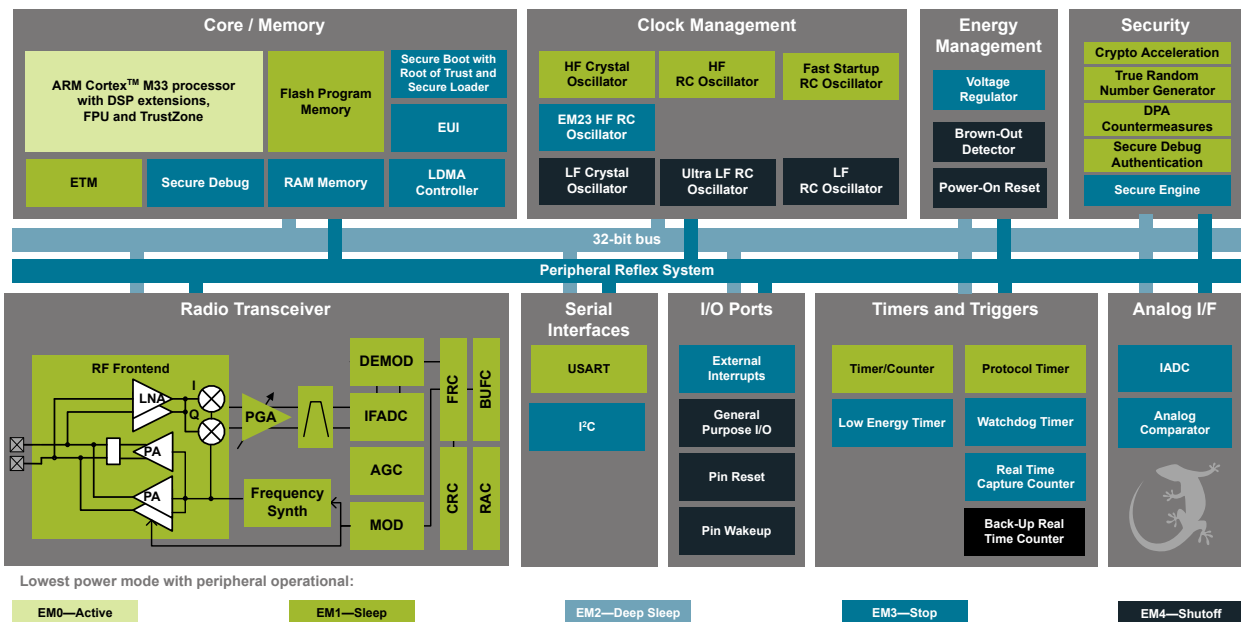 Core / Memory
ARM Cortex™ M33 processor
with DSP extensions,
FPU and TrustZone
Flash Program
Memory
Secure Boot with
Root of Trust and
Secure Loader
EUI
ETM
Secure Debug
RAM Memory
LDMA
Controller
Clock Management
HF Crystal
Oscillator
HF
RC Oscillator
Fast Startup
RC Oscillator
EM23 HF RC
Oscillator
LF Crystal
Oscillator
Ultra LF RC
Oscillator
LF
RC Oscillator
Energy
Management
Voltage
Regulator
Brown-Out
Detector
Power-On Reset
Security
Crypto Acceleration
True Random
Number Generator
DPA
Countermeasures
Secure Debug
Authentication
Secure Engine
32-bit bus
Peripheral Reflex System
Radio Transceiver
RF Frontend
LNA
I
Q
PA
PA
PGA
Frequency
Synth
DEMOD
IFADC
AGC
MOD
FRC
BUFC
CRC
RAC
Serial
Interfaces
USART
I²C
I/O Ports
External
Interrupts
General
Purpose I/O
Pin Reset
Pin Wakeup
Timers and Triggers
Timer/Counter
Protocol Timer
Low Energy Timer
Watchdog Timer
Real Time
Capture Counter
Back-Up Real
Time Counter
Analog I/F
IADC
Analog
Comparator
Lowest power mode with peripheral operational:
EM0—Active
EM1—Sleep
EM2—Deep Sleep
EM3—Stop
EM4—Shutoff